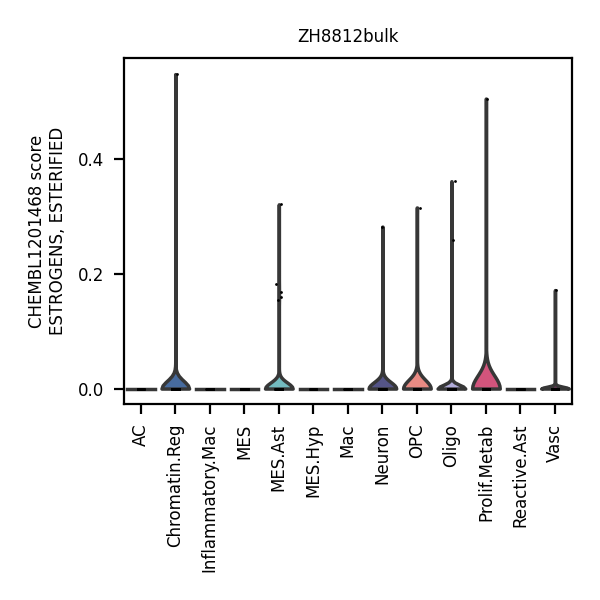 ZH8812bulk
CHEMBL1201468 score
ESTROGENS, ESTERIFIED
0.4
0.2
0.0
AC
Chromatin.Reg
Inflammatory.Mac
MES
MES.Ast
MES.Hyp
Mac
Neuron
OPC
Oligo
Prolif.Metab
Reactive.Ast
Vasc